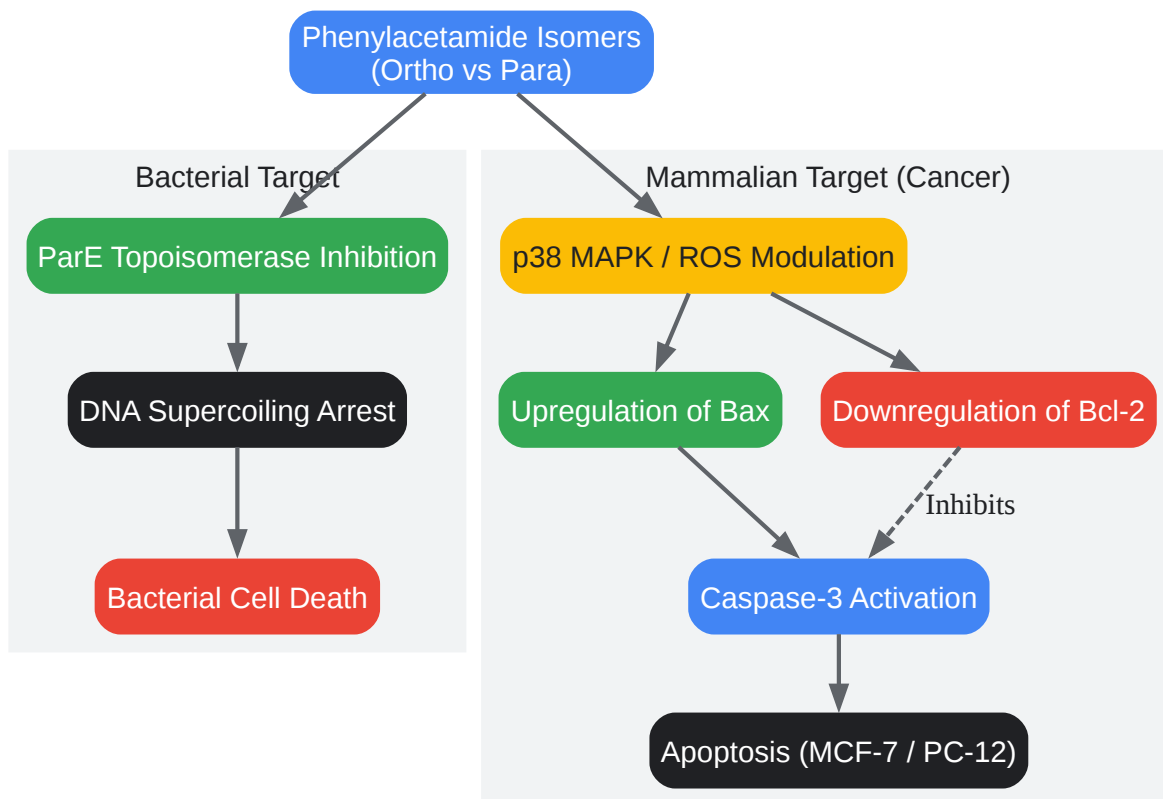 Phenylacetamide Isomers
(Ortho vs Para)
Bacterial Target
Mammalian Target (Cancer)
ParE Topoisomerase Inhibition
p38 MAPK / ROS Modulation
DNA Supercoiling Arrest
Upregulation of Bax
Downregulation of Bcl-2
Inhibits
Bacterial Cell Death
Caspase-3 Activation
Apoptosis (MCF-7 / PC-12)